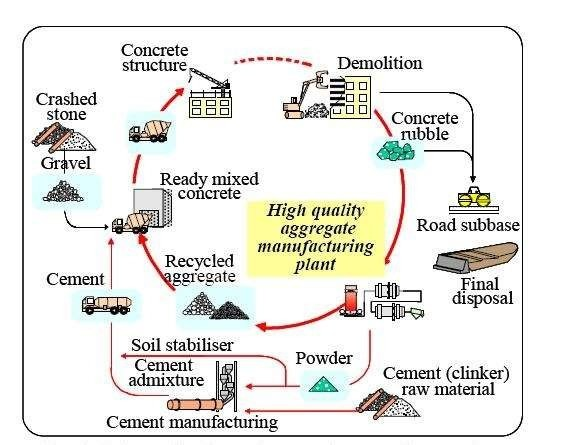 Concrete
structure
Demolition
Crashed
stone
Concrete
rubble
Gravel
Ready mixed
concrete
High quality
aggregate
manufacturing
plant
Road subbase
Recycled
aggregate
Cement
Final
disposal
Soil stabiliser
Cement
admixture
Powder
Cement (clinker)
raw material
Cement manufacturing